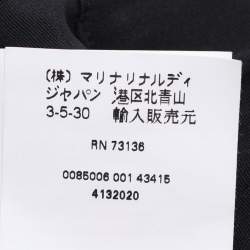 (株) マリナリナルディ
ジャパン 港区北青山
3-5-30 輸入販売元
RN 73136
0085006 001 43415
4132020